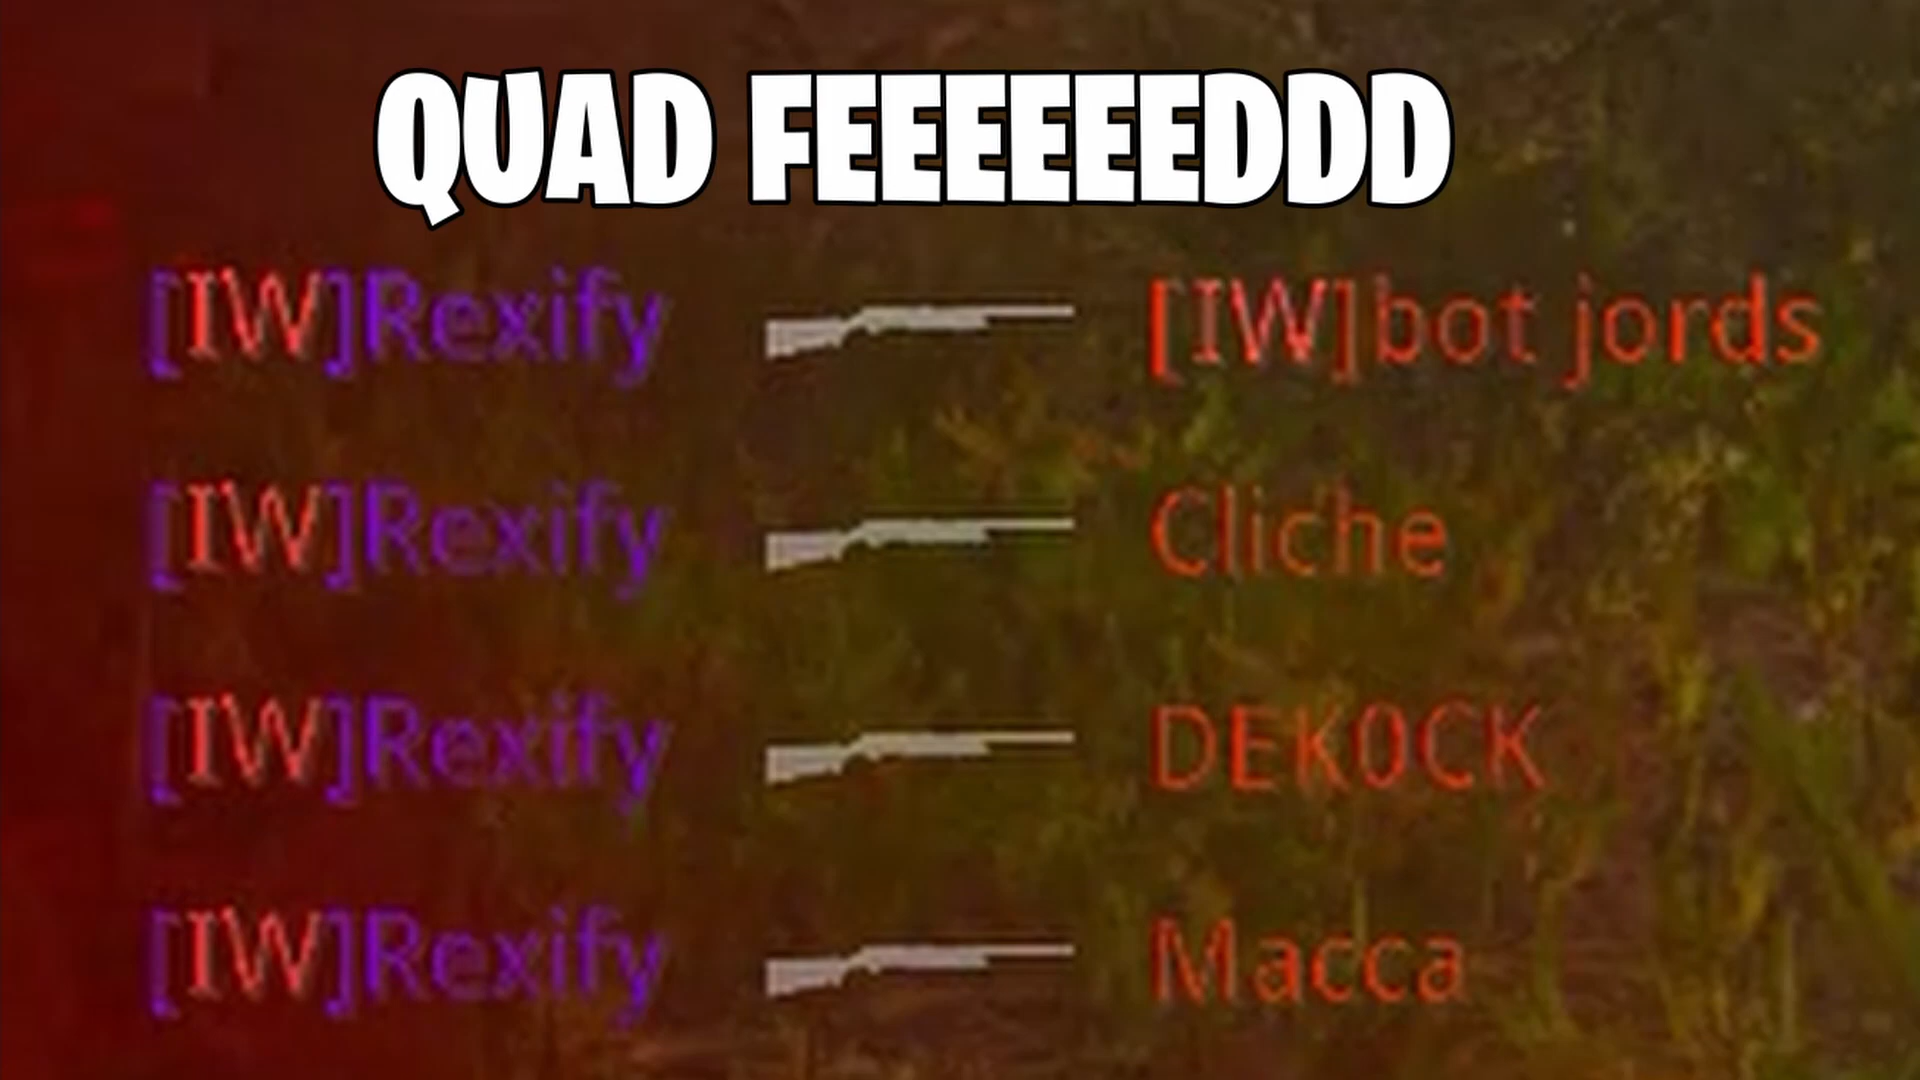 QUAD FEEEEEEDDD
[IW]Rexify [IW]bot jords
[IW]Rexify Cliche
[IW]Rexify DEK0CK
[IW]Rexify Macca